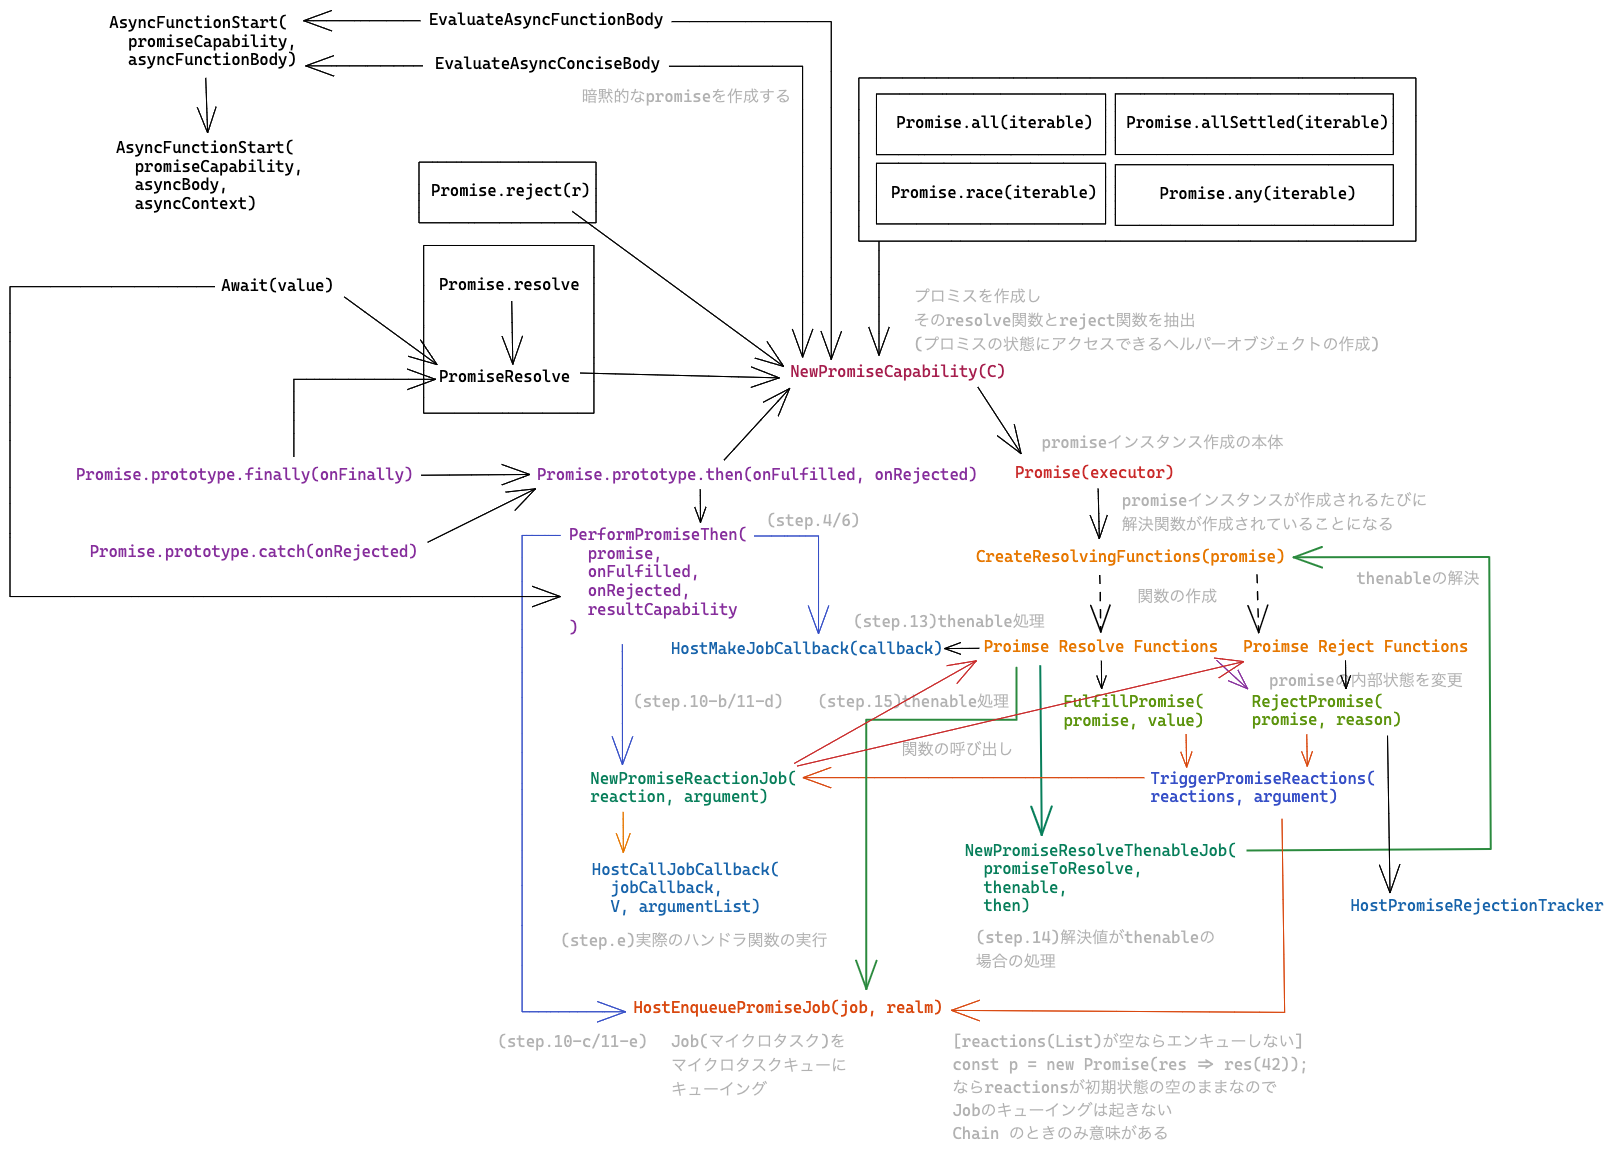 AsyncFunctionStart(
promiseCapability,
asyncFunctionBody)
EvaluateAsyncFunctionBody
EvaluateAsyncConciseBody
暗黙的なpromiseを作成する
AsyncFunctionStart(
promiseCapability,
asyncBody,
asyncContext)
Promise.all(iterable)
Promise.allSettled(iterable)
Promise.race(iterable)
Promise.any(iterable)
Promise.reject(r)
Await(value)
Promise.resolve
PromiseResolve
プロミスを作成し
そのresolve関数とreject関数を抽出
(プロミスの状態にアクセスできるヘルパーオブジェクトの作成)
NewPromiseCapability(C)
promiseインスタンス作成の本体
Promise(executor)
Promise.prototype.finally(onFinally)
Promise.prototype.then(onFulfilled, onRejected)
Promise.prototype.catch(onRejected)
promiseインスタンスが作成されるたびに
解決関数が作成されていることになる
(step.4/6)
PerformPromiseThen(
promise,
onFulfilled,
onRejected,
resultCapability
)
CreateResolvingFunctions(promise)
thenableの解決
関数の作成
(step.13)thenable処理
HostMakeJobCallback(callback)
Proimse Resolve Functions
Proimse Reject Functions
promiseの内部状態を変更
(step.10-b/11-d)
(step.15)thenable処理
FulfillPromise(
promise, value)
RejectPromise(
promise, reason)
関数の呼び出し
NewPromiseReactionJob(
reaction, argument)
TriggerPromiseReactions(
reactions, argument)
HostCallJobCallback(
jobCallback,
V, argumentList)
(step.e)実際のハンドラ関数の実行
NewPromiseResolveThenableJob(
promiseToResolve,
thenable,
then)
(step.14)解決値がthenableの
場合の処理
HostPromiseRejectionTracker
HostEnqueuePromiseJob(job, realm)
(step.10-c/11-e)
Job(マイクロタスク)を
マイクロタスクキューに
キューイング
[reactions(List)が空ならエンキューしない]
const p = new Promise(res => res(42));
ならreactionsが初期状態の空のままなので
Jobのキューイングは起きない
Chain のときのみ意味がある